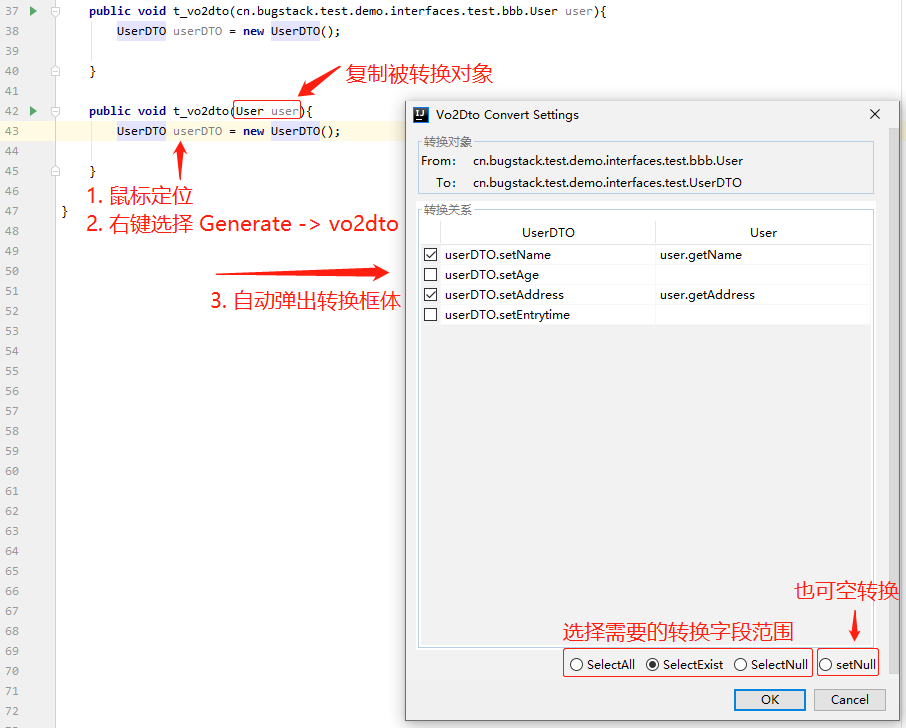 37 public void t_vo2dto(cn.bugstack.test.demo.interfaces.test.bbb.User user){
38 UserDTO userDTO = new UserDTO();
39
40 }
41
复制被转换对象
42 public void t_vo2dto(User user){
43 UserDTO userDTO = new UserDTO();
44
45 }
46
1. 鼠标定位
47 }
2. 右键选择 Generate -> vo2dto
48
49
50
3. 自动弹出转换框体
51
52
53
54
55
56
57
58
59
60
61
62
63
64
65
66
67
68
69
70
71
72
Vo2Dto Convert Settings
转换对象
From: cn.bugstack.test.demo.interfaces.test.bbb.User
To: cn.bugstack.test.demo.interfaces.test.UserDTO
转换关系
UserDTO User
userDTO.setName user.getName
userDTO.setAge
userDTO.setAddress user.getAddress
userDTO.setEntrytime
也可空转换
选择需要的转换字段范围
SelectAll SelectExist SelectNull setNull
OK Cancel